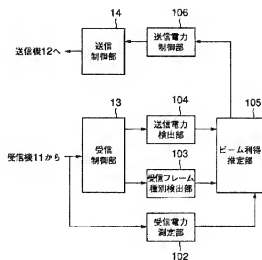 14
106
送信機12へ
送信
制御部
送信電力
制御部
13
104
105
受信機11から
受信
制御部
送信電力
検出部
103
受信フレーム
種別検出部
ビーム利得
推定部
受信電力
測定部
102